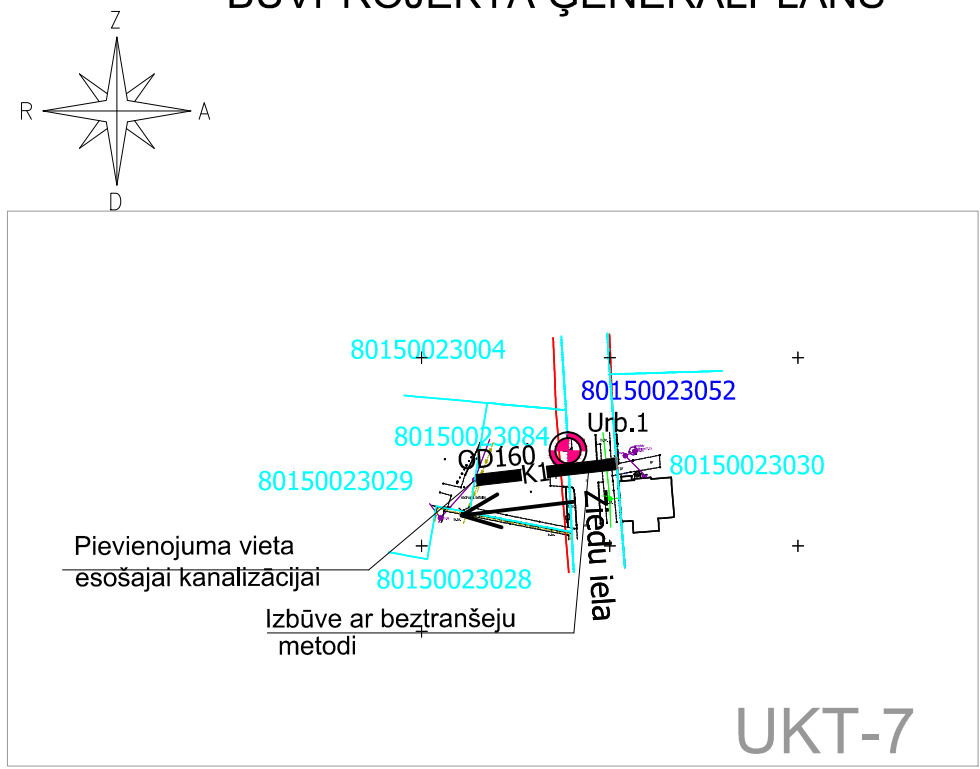 BŪVPROJEKTA ĢENERĀLPLĀNS
Z
R
A
D
80150023004
80150023052
Urb.1
80150023084
OD160
K1
80150023030
80150023029
Ziedu iela
Pievienojuma vieta
esošajai kanalizācijai
80150023028
Izbūve ar beztranšeju
metodi
UKT-7